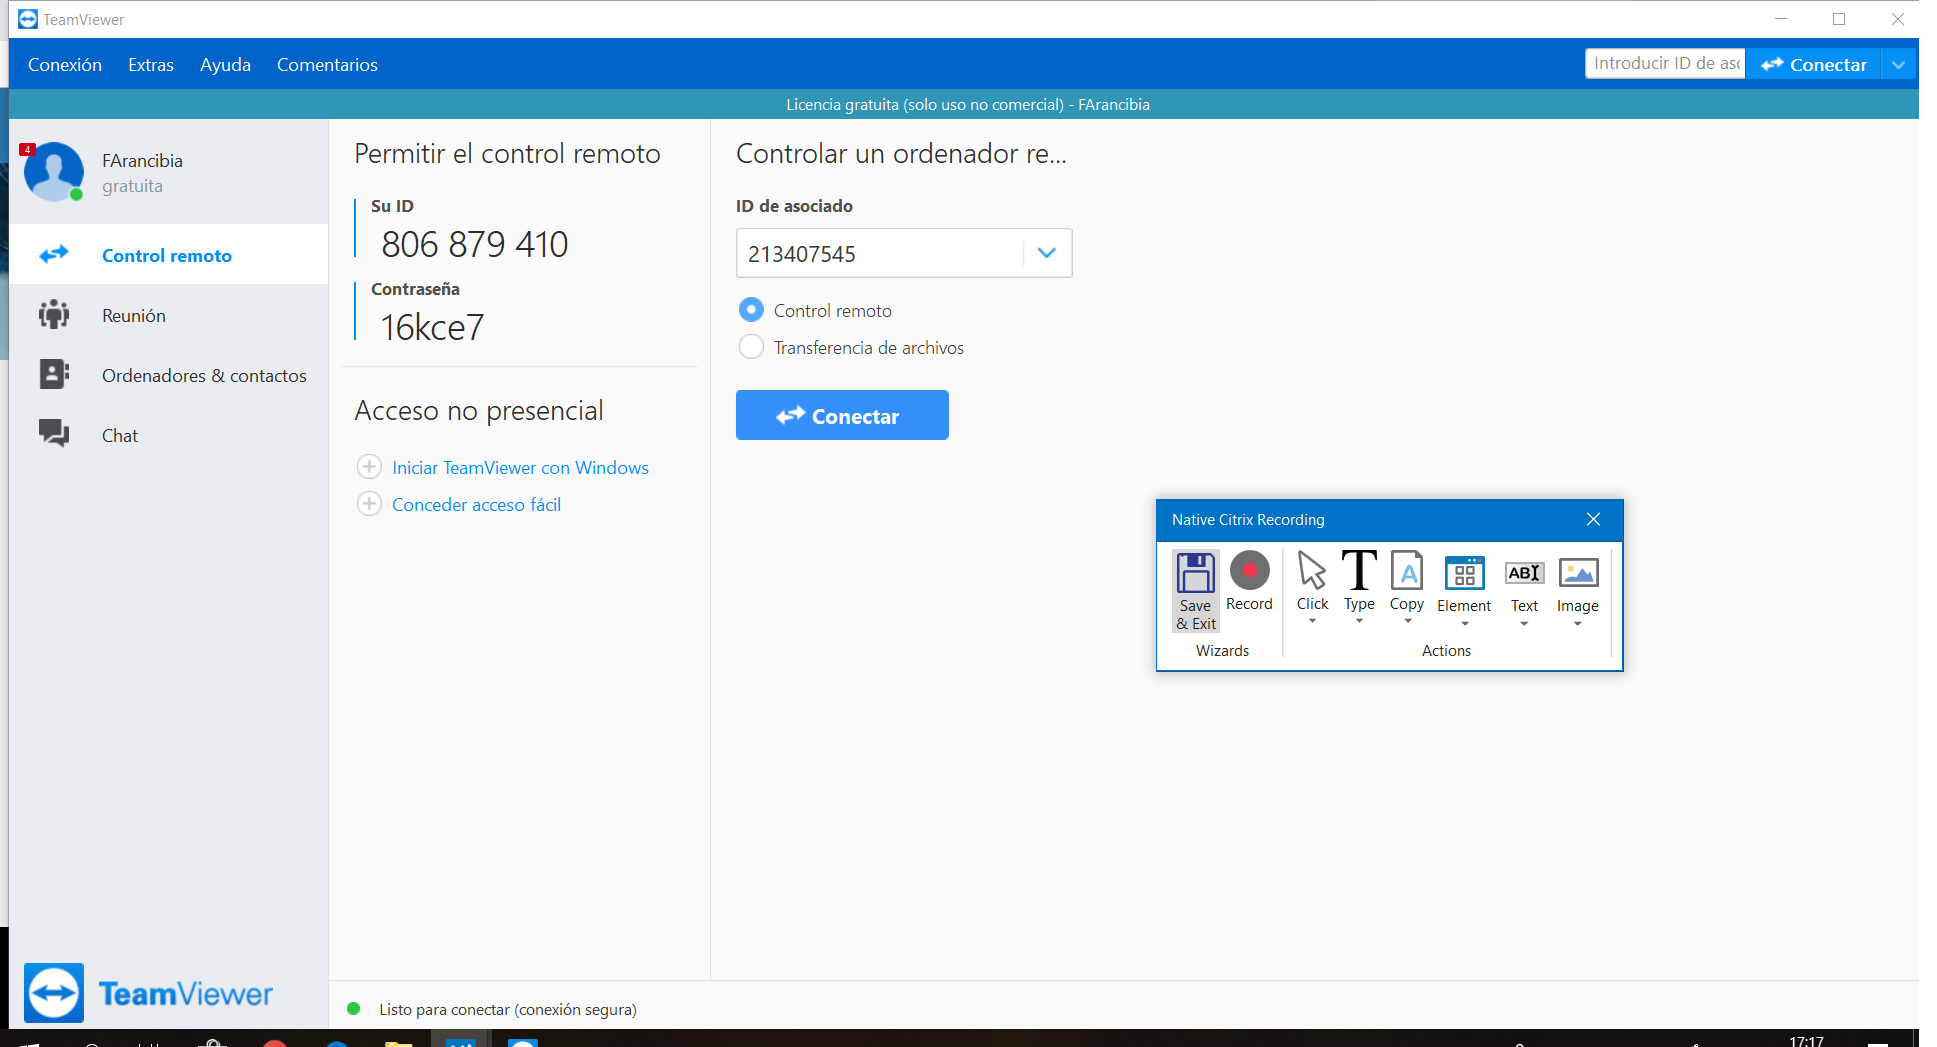 TeamViewer
Conexión Extras Ayuda Comentarios
Introducir ID de aso Conectar
Licencia gratuita (solo uso no comercial) - FArancibia
4
FArancibia
gratuita
Control remoto
Reunión
Ordenadores & contactos
Chat
TeamViewer
Permitir el control remoto
Su ID
806 879 410
Contraseña
16kce7
Acceso no presencial
Iniciar TeamViewer con Windows
Conceder acceso fácil
Controlar un ordenador re...
ID de asociado
213407545
Control remoto
Transferencia de archivos
Conectar
Native Citrix Recording
Save
& Exit
Record
Click
Type
A
Copy
Element
AB
Text
Image
Wizards
Actions
Listo para conectar (conexión segura)
17:17